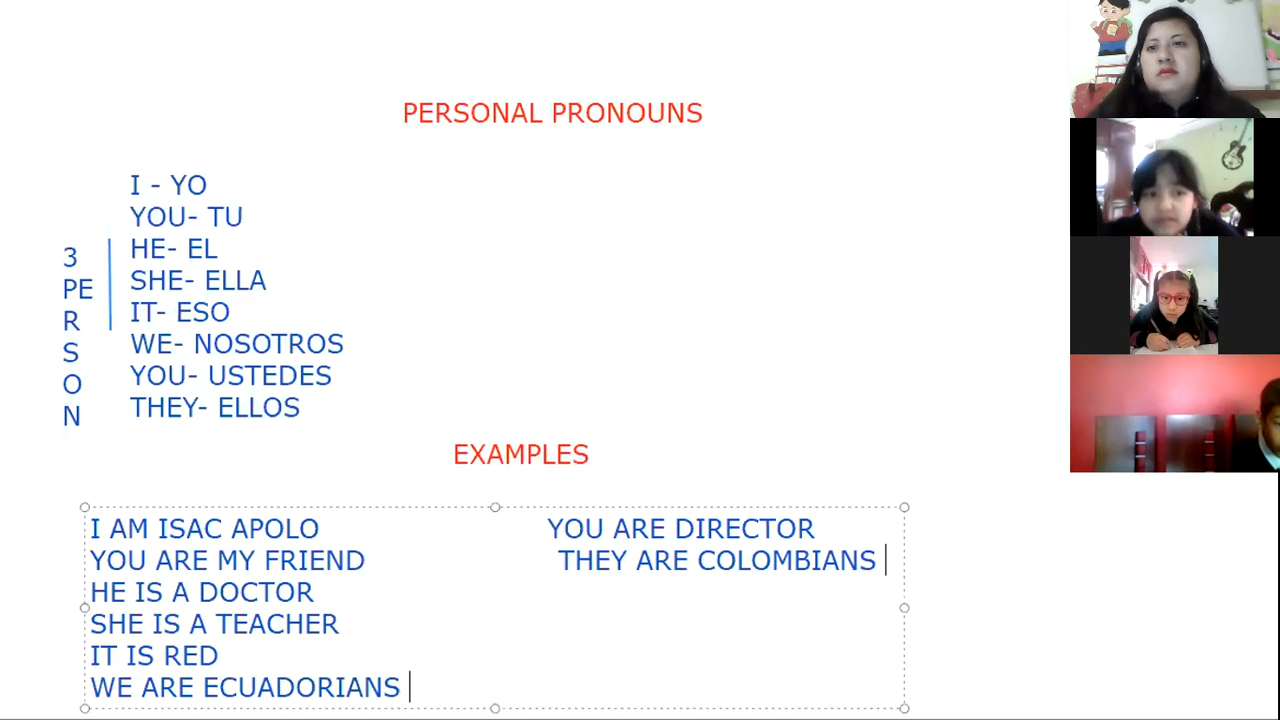 PERSONAL PRONOUNS
I - YO
YOU- TU
HE- EL
SHE- ELLA
IT- ESO
WE- NOSOTROS
YOU- USTEDES
THEY- ELLOS
3
PE
R
S
O
N
EXAMPLES
I AM ISAC APOLO
YOU ARE MY FRIEND
HE IS A DOCTOR
SHE IS A TEACHER
IT IS RED
WE ARE ECUADORIANS
YOU ARE DIRECTOR
THEY ARE COLOMBIANS